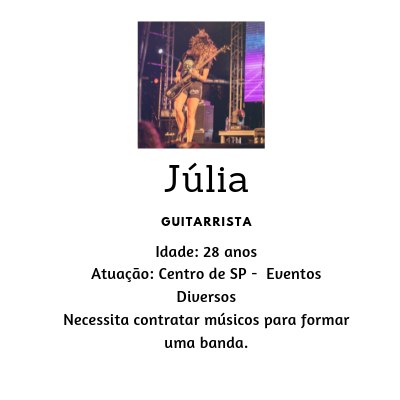 Júlia
GUITARRISTA
Idade: 28 anos
Atuação: Centro de SP - Eventos
Diversos
Necessita contratar músicos para formar
uma banda.